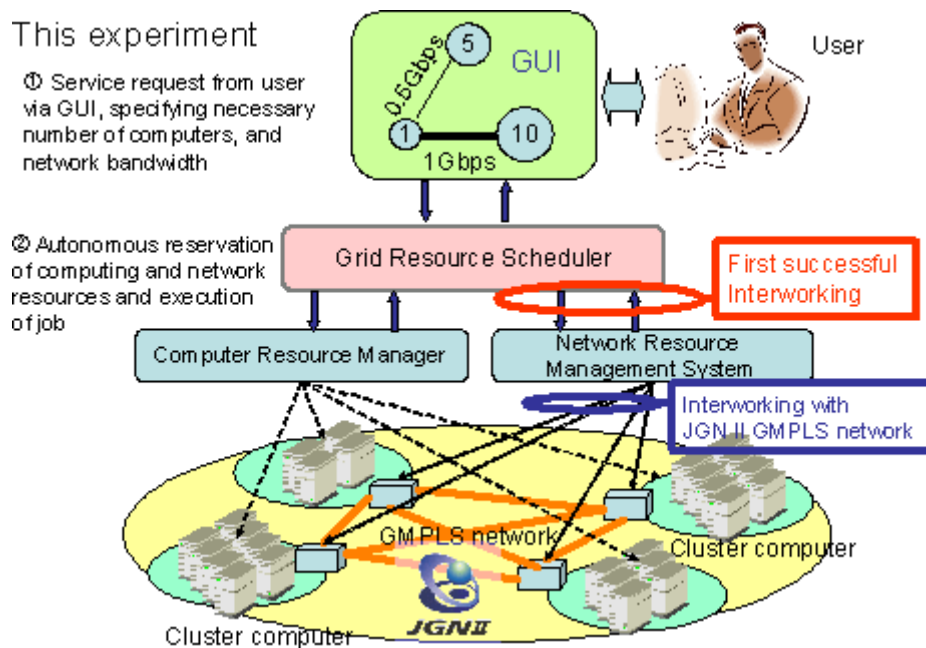 This experiment
① Service request from user
via GUI, specifying necessary
number of computers, and
network bandwidth
5
GUI
0.5Gbps
1
10
1Gbps
User
② Autonomous reservation
of computing and network
resources and execution
of job
Grid Resource Scheduler
First successful
Interworking
Computer Resource Manager
Network Resource
Management System
Interworking with
JGN II GMPLS network
GMPLS network
Cluster computer
JGNII
Cluster computer